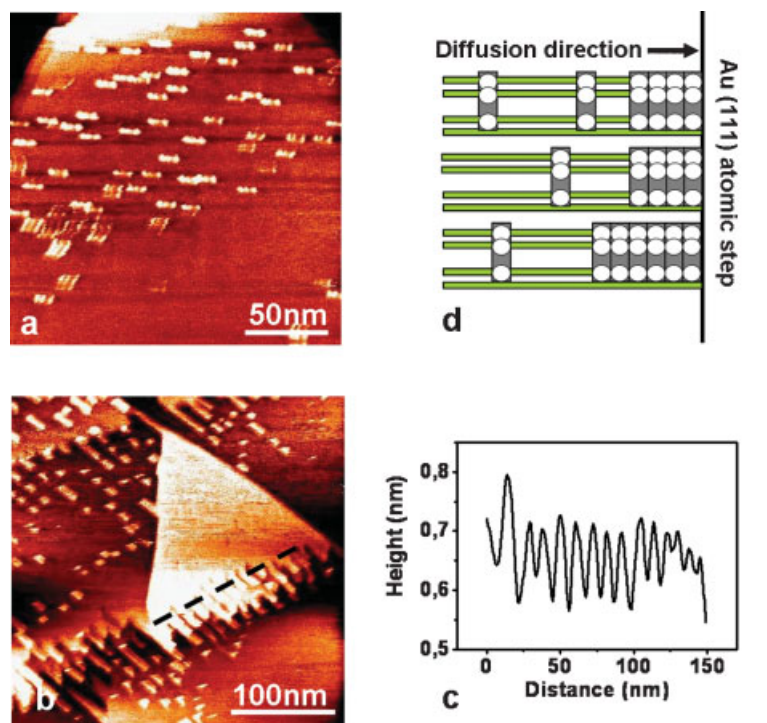 a
50nm
Diffusion direction
Au (111) atomic step
d
b
100nm
Height (nm)
0,8
0,7
0,6
0,5
0
50
100
150
Distance (nm)
c